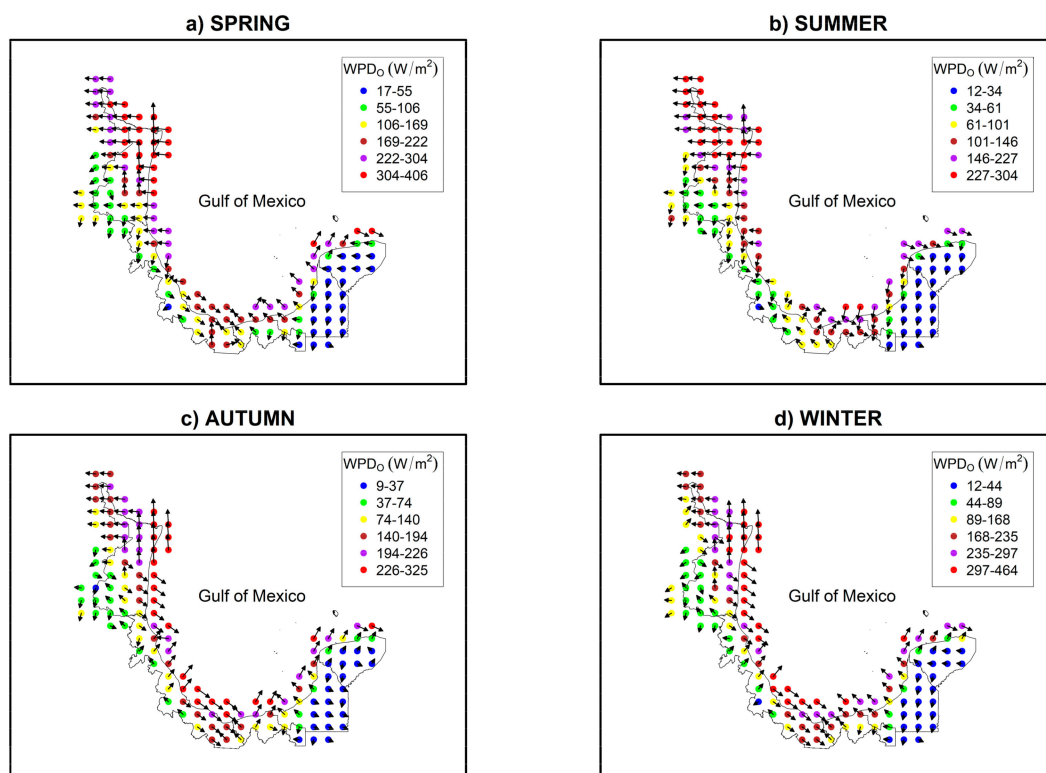 a) SPRING
WPDO (W/m²)
17-55
55-106
106-169
169-222
222-304
304-406
Gulf of Mexico
b) SUMMER
WPDO (W/m²)
12-34
34-61
61-101
101-146
146-227
227-304
Gulf of Mexico
c) AUTUMN
WPDO (W/m²)
9-37
37-74
74-140
140-194
194-226
226-325
Gulf of Mexico
d) WINTER
WPDO (W/m²)
12-44
44-89
89-168
168-235
235-297
297-464
Gulf of Mexico